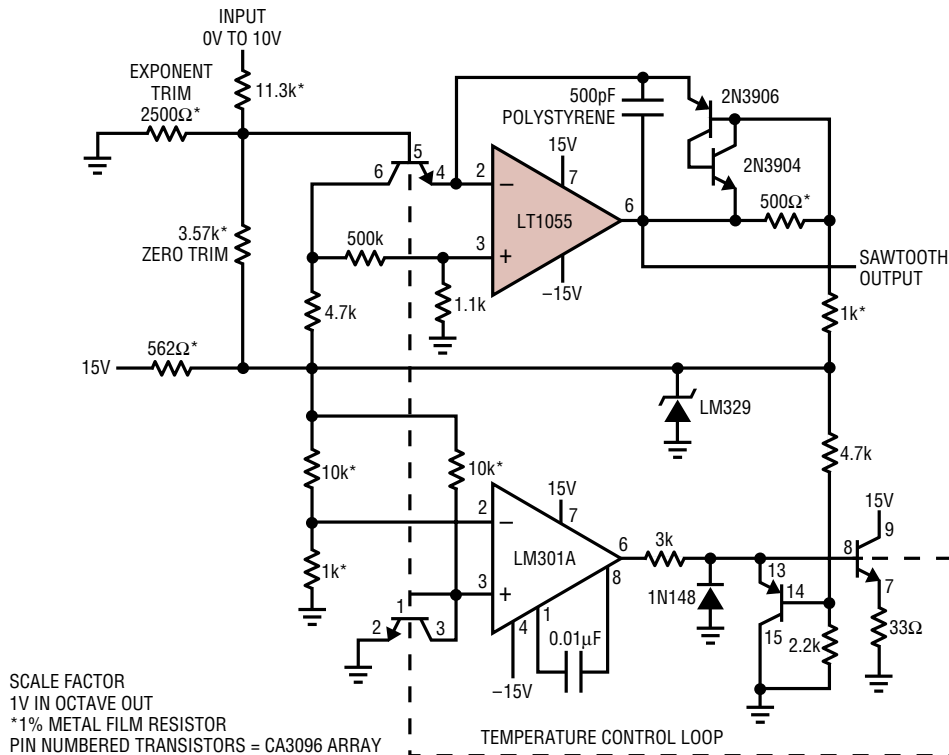 INPUT
0V TO 10V
EXPONENT
TRIM
2500Ω*
11.3k*
500pF
POLYSTYRENE
2N3906
2N3904
15V
5
6
4
2
7
6
LT1055
500Ω*
3.57k*
ZERO TRIM
500k
3
–15V
SAWTOOTH
OUTPUT
4.7k
1.1k
1k*
15V
562Ω*
LM329
10k*
10k*
4.7k
15V
15V
2
7
9
LM301A
6
3k
8
8
13
1k*
3
1
1N148
14
7
1
2
3
4
0.01µF
15
2.2k
33Ω
–15V
SCALE FACTOR
1V IN OCTAVE OUT
*1% METAL FILM RESISTOR
PIN NUMBERED TRANSISTORS = CA3096 ARRAY
TEMPERATURE CONTROL LOOP